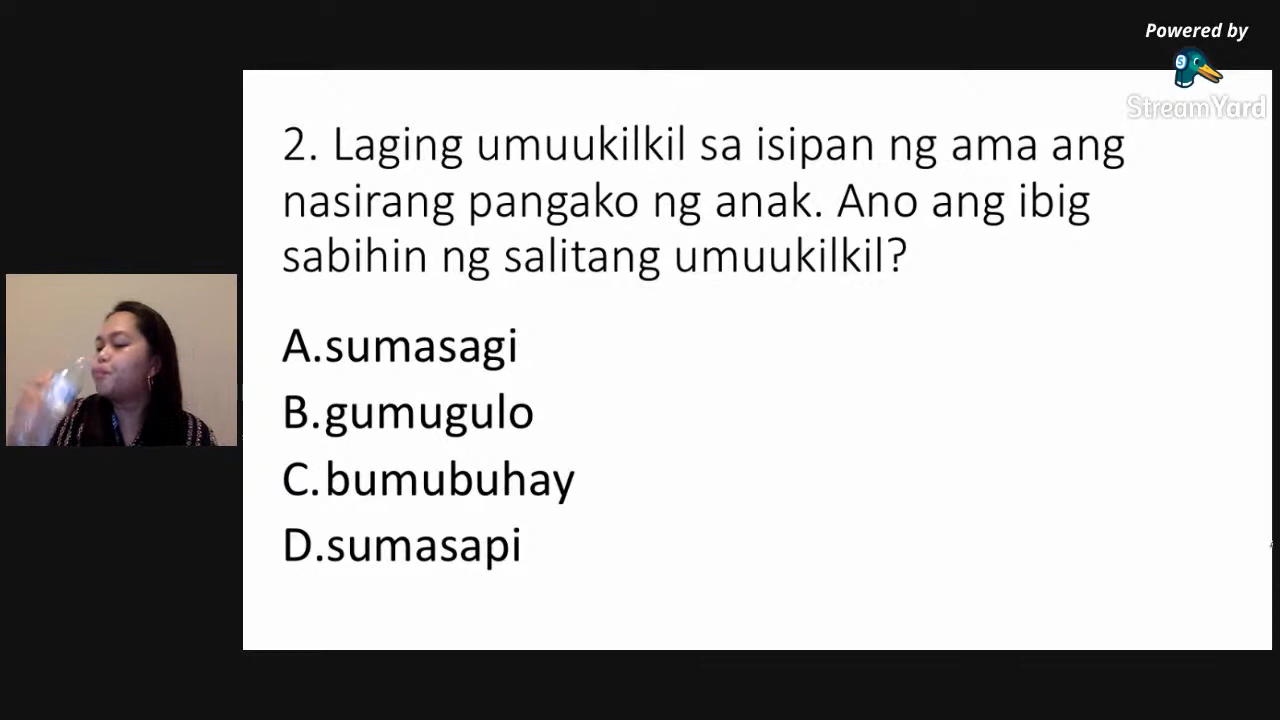 Powered by
StreamYard
2. Laging umuukilkil sa isipan ng ama ang
nasirang pangako ng anak. Ano ang ibig
sabihin ng salitang umuukilkil?
A.sumasagi
B.gumugulo
C.bumubuhay
D.sumasapi